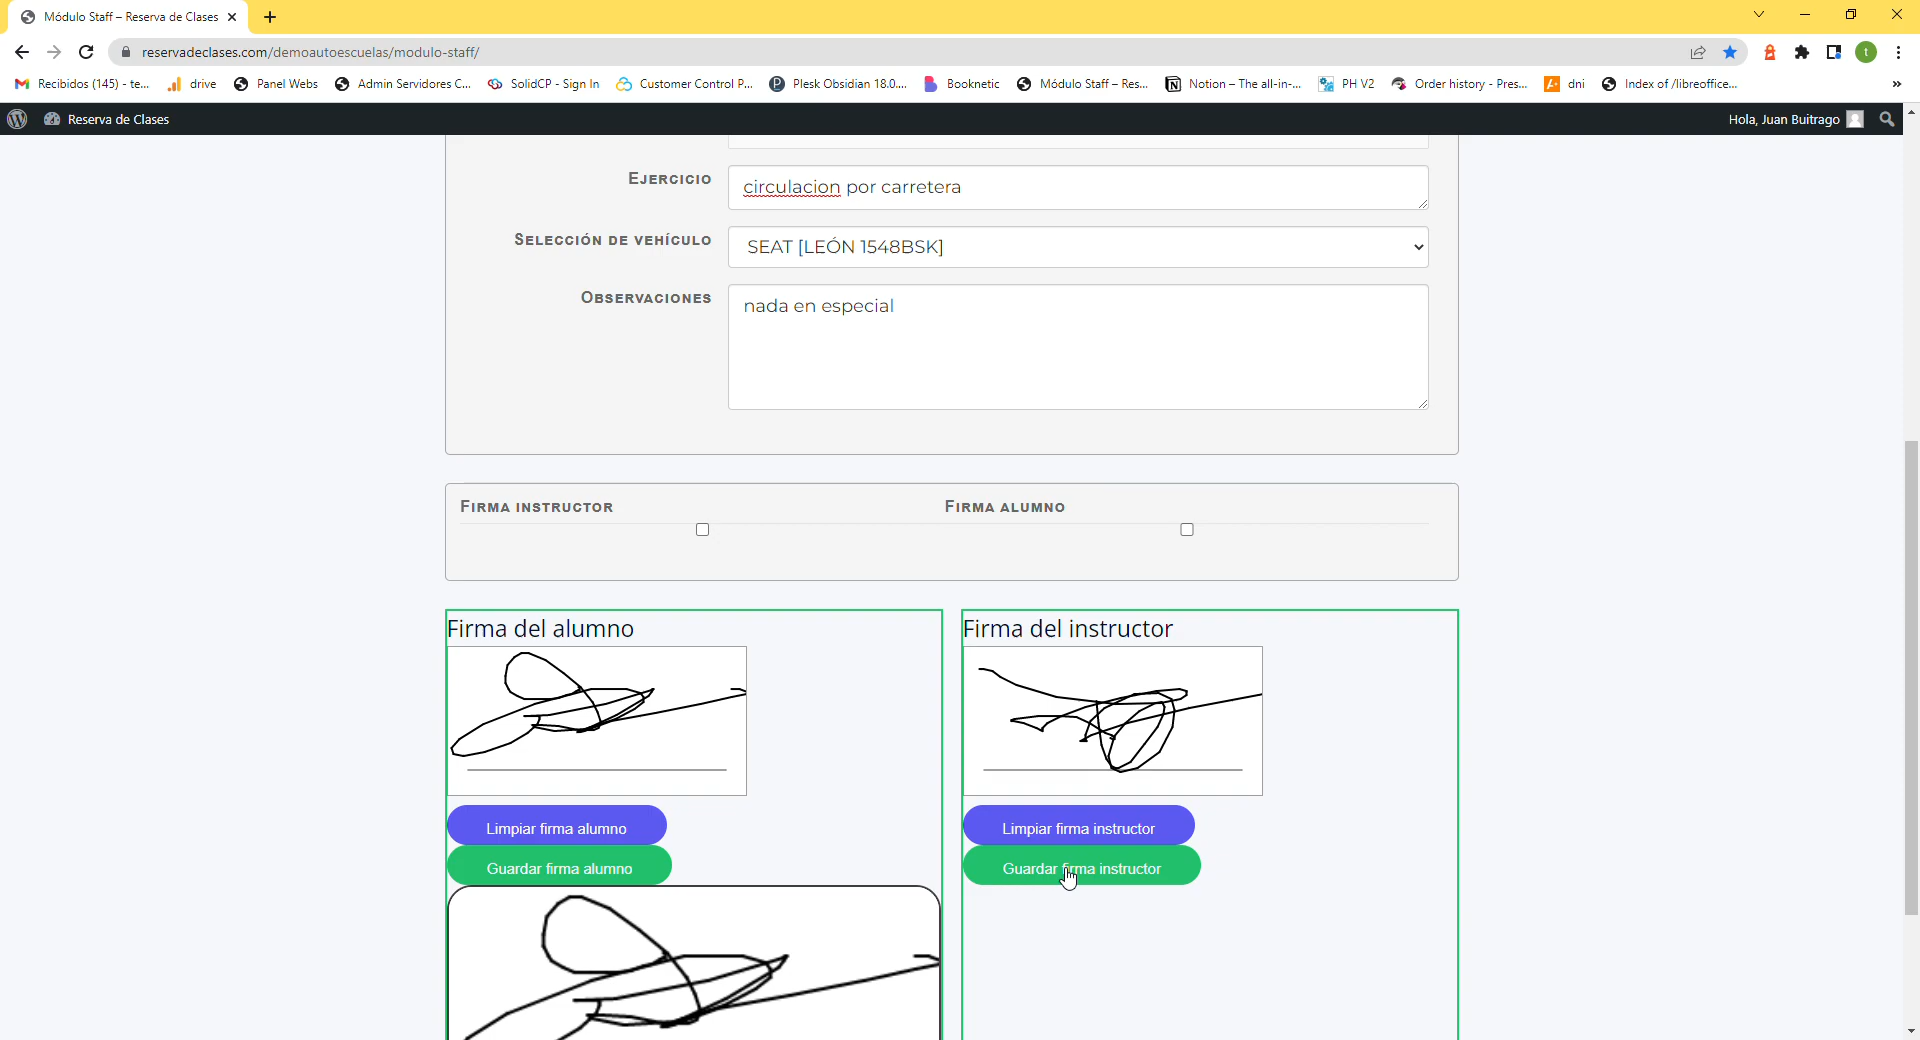 Módulo Staff – Reserva de Clases
reservadeclases.com/demoautoescuelas/modulo-staff/
t
Recibidos (145) - te...
drive
Panel Webs
Admin Servidores C...
SolidCP - Sign In
Customer Control P...
Plesk Obsidian 18.0....
Booknetic
Módulo Staff – Res...
Notion – The all-in-...
PH V2
Order history - Pres...
dni
Index of /libreoffice...
»
Reserva de Clases
Hola, Juan Buitrago
Ejercicio
circulacion por carretera
Selección de vehículo
SEAT [LEÓN 1548BSK]
Observaciones
nada en especial
Firma instructor
Firma alumno
Firma del alumno
Firma del instructor
Limpiar firma alumno
Limpiar firma instructor
Guardar firma alumno
Guardar firma instructor